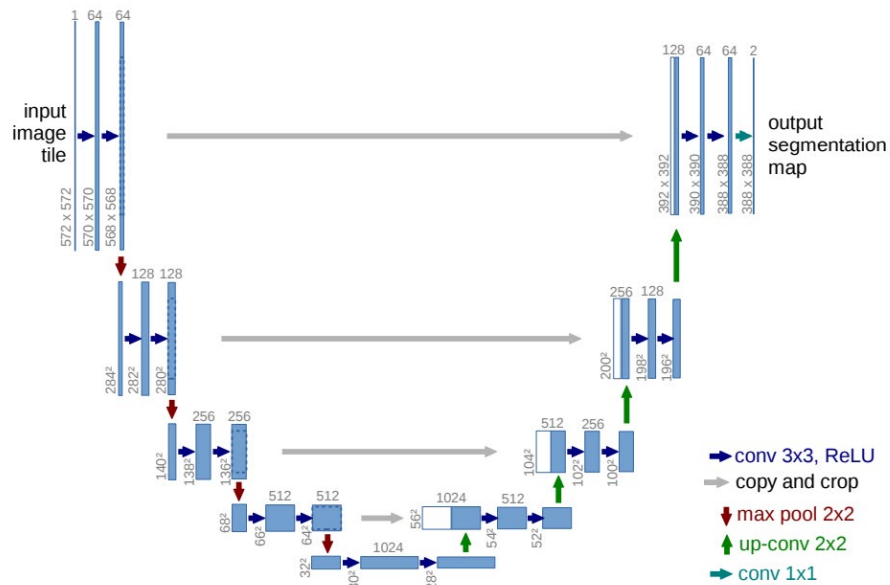 1 64 64
128 64 64 2
input
image
tile
output
segmentation
map
572 x 572
570 x 570
568 x 568
392 x 392
390 x 390
388 x 388
388 x 388
128 128
256 128
284²
282²
280²
200²
198²
196²
256 256
512 256
140²
138²
136²
104²
102²
100²
512 512
1024 512
68²
66²
64²
56²
54²
52²
1024
32²
conv 3x3, ReLU
copy and crop
max pool 2x2
up-conv 2x2
conv 1x1